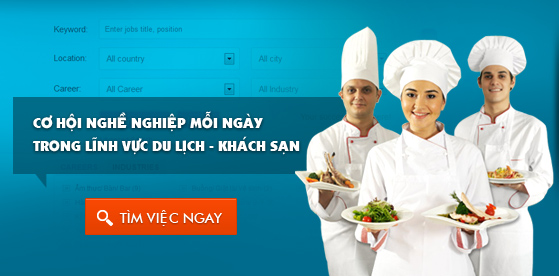 Keyword: Enter jobs title, position
Location: All country All city
Career: All Career All Industry
CƠ HỘI NGHỀ NGHIỆP MỖI NGÀY
TRONG LĨNH VỰC DU LỊCH - KHÁCH SẠN
TÌM VIỆC NGAY